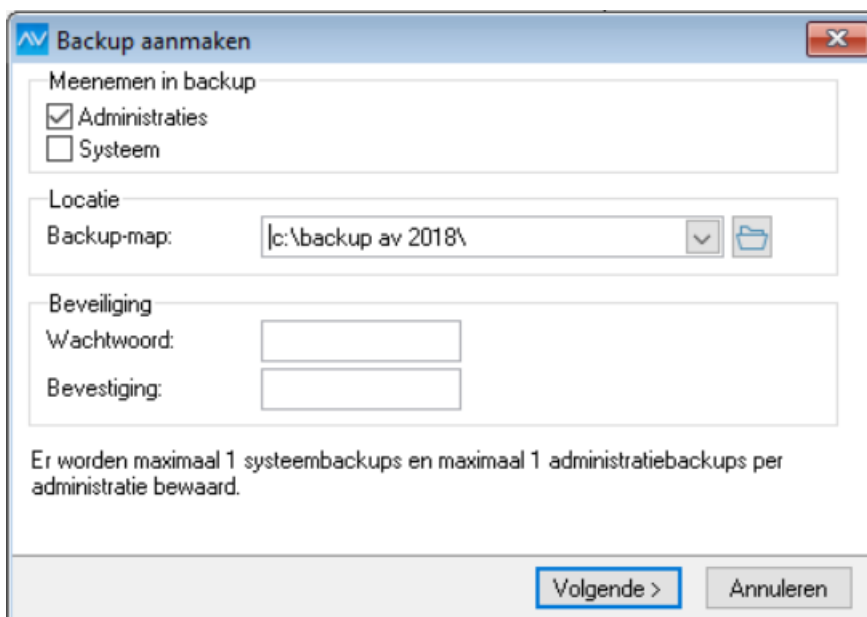 Backup aanmaken
Meenemen in backup
Administraties
Systeem
Locatie
Backup-map: c:\backup av 2018\
Beveiliging
Wachtwoord:
Bevestiging:
Er worden maximaal 1 systeembackups en maximaal 1 administratiebackups per
administratie bewaard.
Volgende > Annuleren